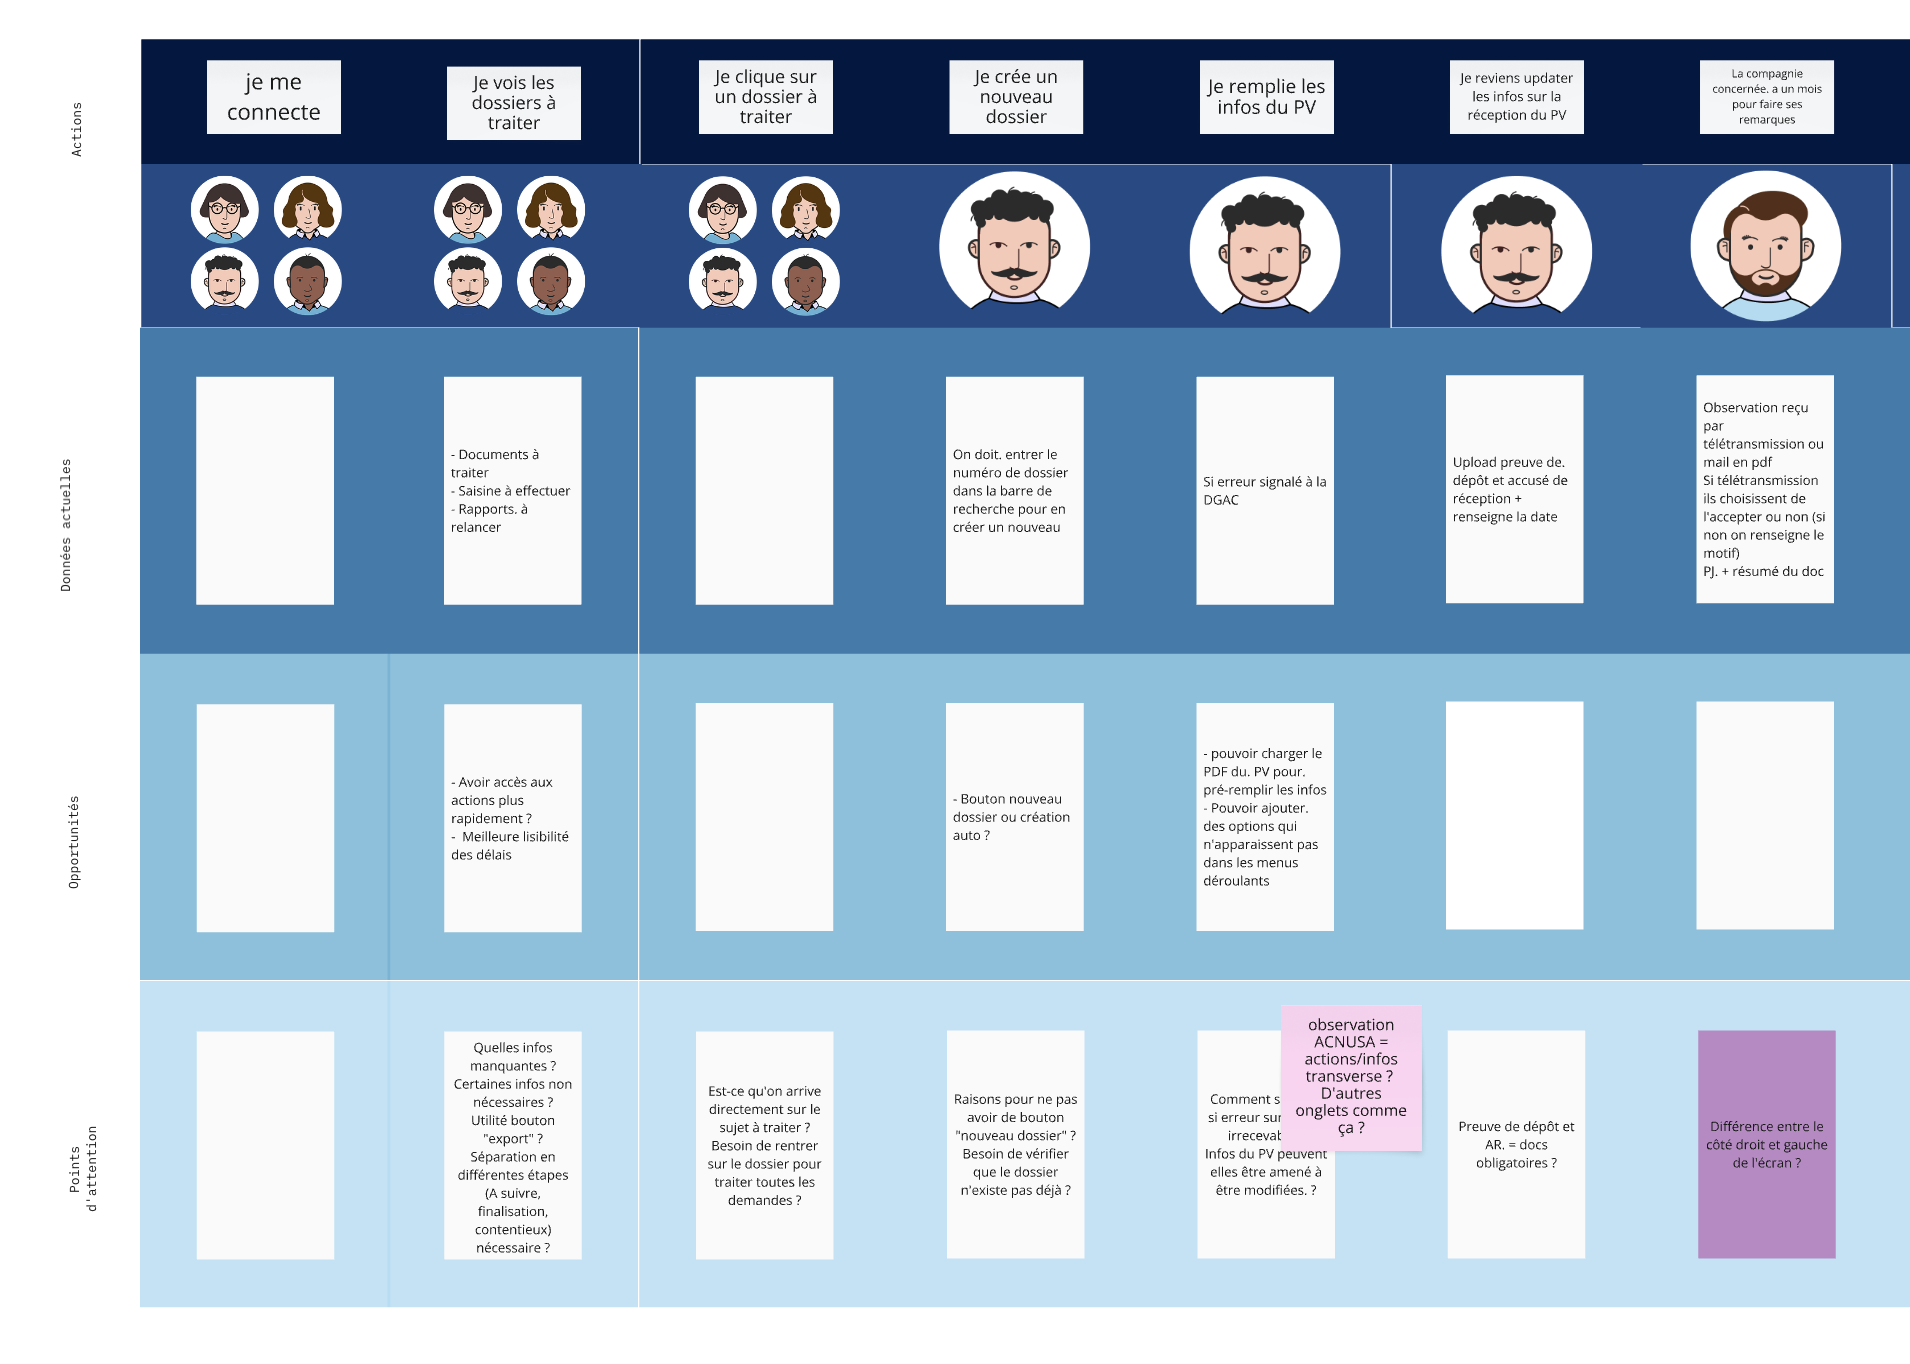 Actions
je me
connecte
Je vois les
dossiers à
traiter
Je clique sur
un dossier à
traiter
Je crée un
nouveau
dossier
Je remplie les
infos du PV
Je reviens updater
les infos sur la
réception du PV
La compagnie
concernée. a un mois
pour faire ses
remarques
Données actuelles
- Documents à
traiter
- Saisine à effectuer
- Rapports. à
relancer
On doit. entrer le
numéro de dossier
dans la barre de
recherche pour en
créer un nouveau
Si erreur signalé à la
DGAC
Upload preuve de.
dépôt et accusé de
réception +
renseigne la date
Observation reçu
par
télétransmission ou
mail en pdf
Si télétransmission
ils choisissent de
l'accepter ou non (si
non on renseigne le
motif)
PJ. + résumé du doc
Opportunités
- Avoir accès aux
actions plus
rapidement ?
-  Meilleure lisibilité
des délais
- Bouton nouveau
dossier ou création
auto ?
- pouvoir charger le
PDF du. PV pour.
pré-remplir les infos
- Pouvoir ajouter.
des options qui
n'apparaissent pas
dans les menus
déroulants
Points
d'attention
Quelles infos
manquantes ?
Certaines infos non
nécessaires ?
Utilité bouton
"export" ?
Séparation en
différentes étapes
(A suivre,
finalisation,
contentieux)
nécessaire ?
Est-ce qu'on arrive
directement sur le
sujet à traiter ?
Besoin de rentrer
sur le dossier pour
traiter toutes les
demandes ?
Raisons pour ne pas
avoir de bouton
"nouveau dossier" ?
Besoin de vérifier
que le dossier
n'existe pas déjà ?
Comment
si erreur
Infos du PV peuvent
elles être amené à
être modifiées. ?
observation
ACNUSA =
actions/infos
transverse ?
D'autres
onglets comme
ça ?
Preuve de dépôt et
AR. = docs
obligatoires ?
Différence entre le
côté droit et gauche
de l'écran ?